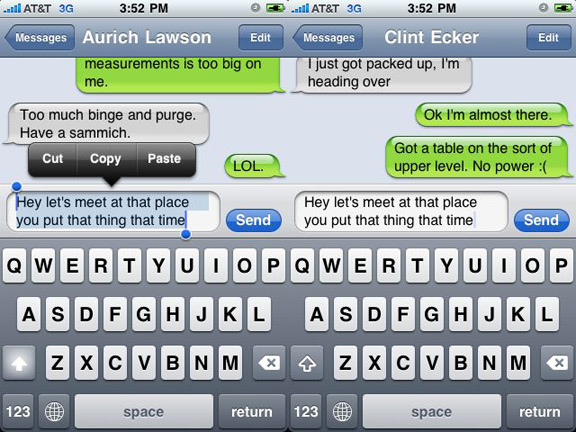 AT&T 3G 3:52 PM
Messages Aurich Lawson Edit
measurements is too big on
me.
Too much binge and purge.
Have a sammich.
Cut Copy Paste
LOL.
Hey let's meet at that place
you put that thing that time
Send
Q W E R T Y U I O P
A S D F G H J K L
Z X C V B N M
123 space return
AT&T 3G 3:52 PM
Messages Clint Ecker Edit
I just got packed up, I'm
heading over
Ok I'm almost there.
Got a table on the sort of
upper level. No power :(
Hey let's meet at that place
you put that thing that time
Send
Q W E R T Y U I O P
A S D F G H J K L
Z X C V B N M
123 space return